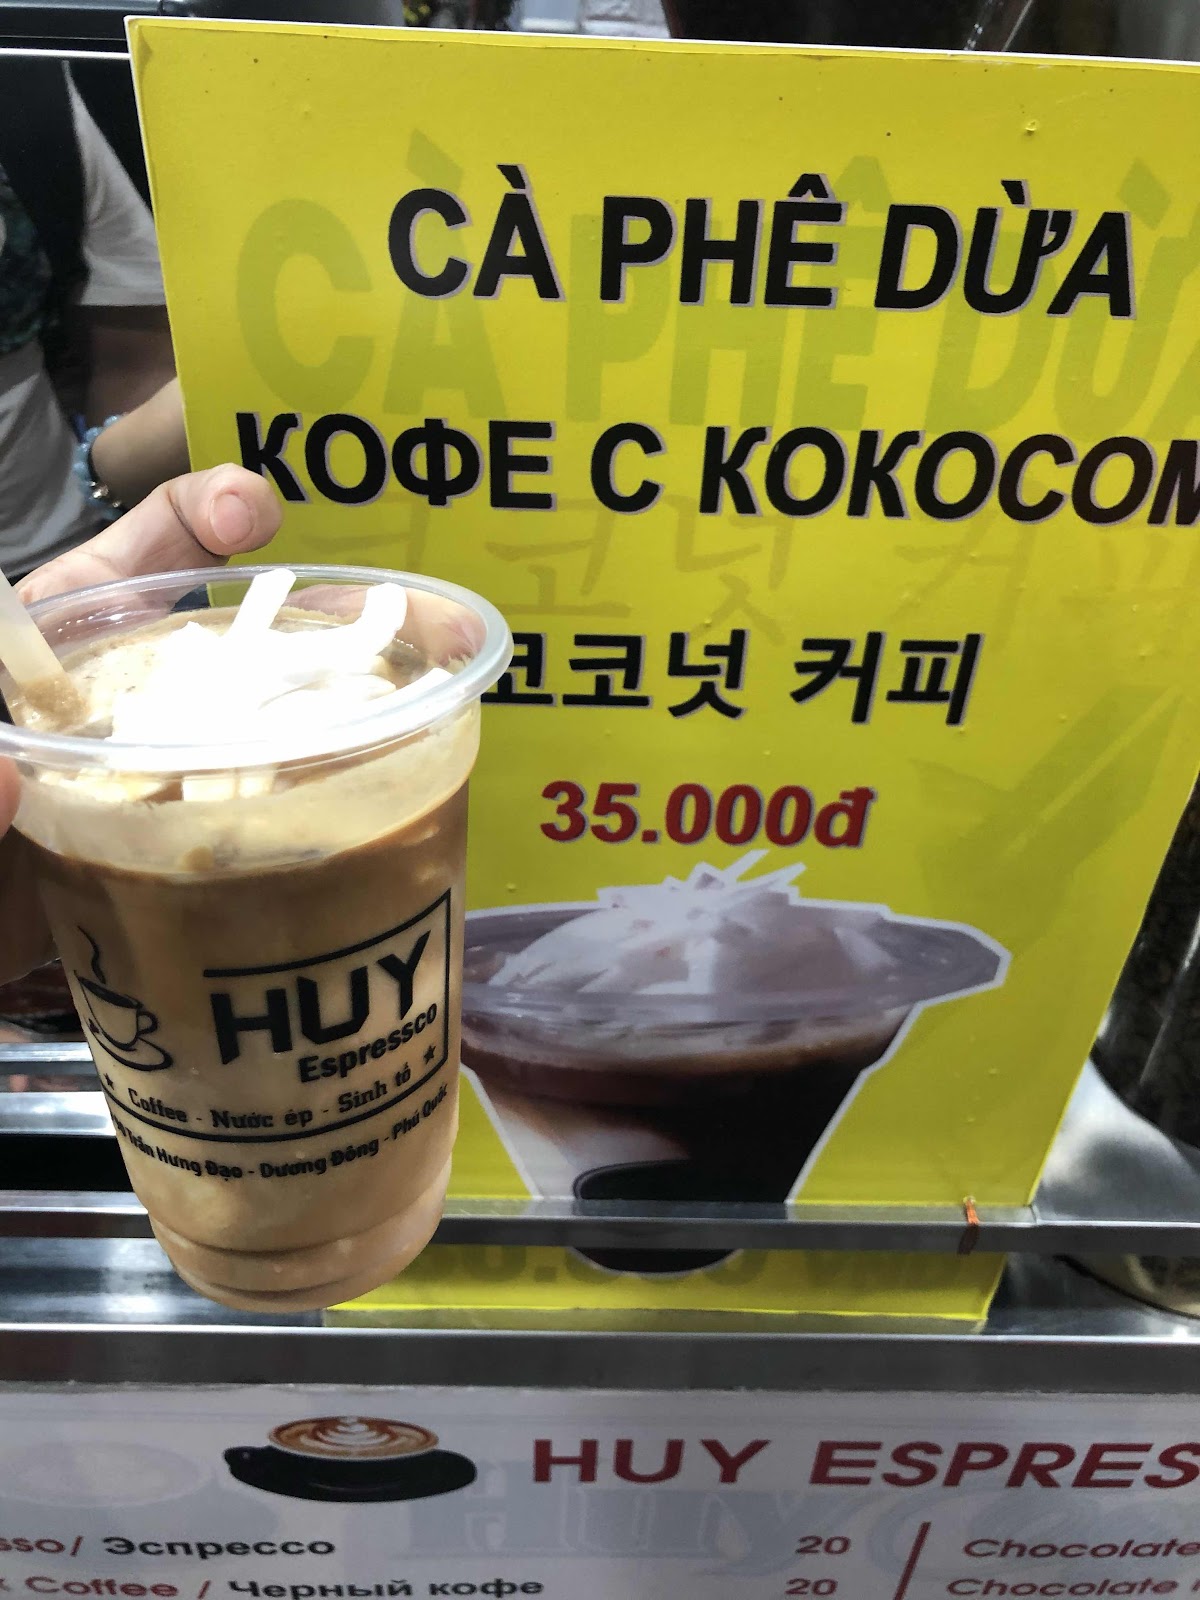 CÀ PHÊ DỪA
КОФЕ С КОКОСОМ
코코넛 커피
35.000đ
HUY
Espressco
Coffee - Nước ép - Sinh tố
Trần Hưng Đạo - Dương Đông - Phú Quốc
HUY ESPRES
sso/ Эспрессо 20
Coffee / Черный кофе 20
Chocolate
Chocolate